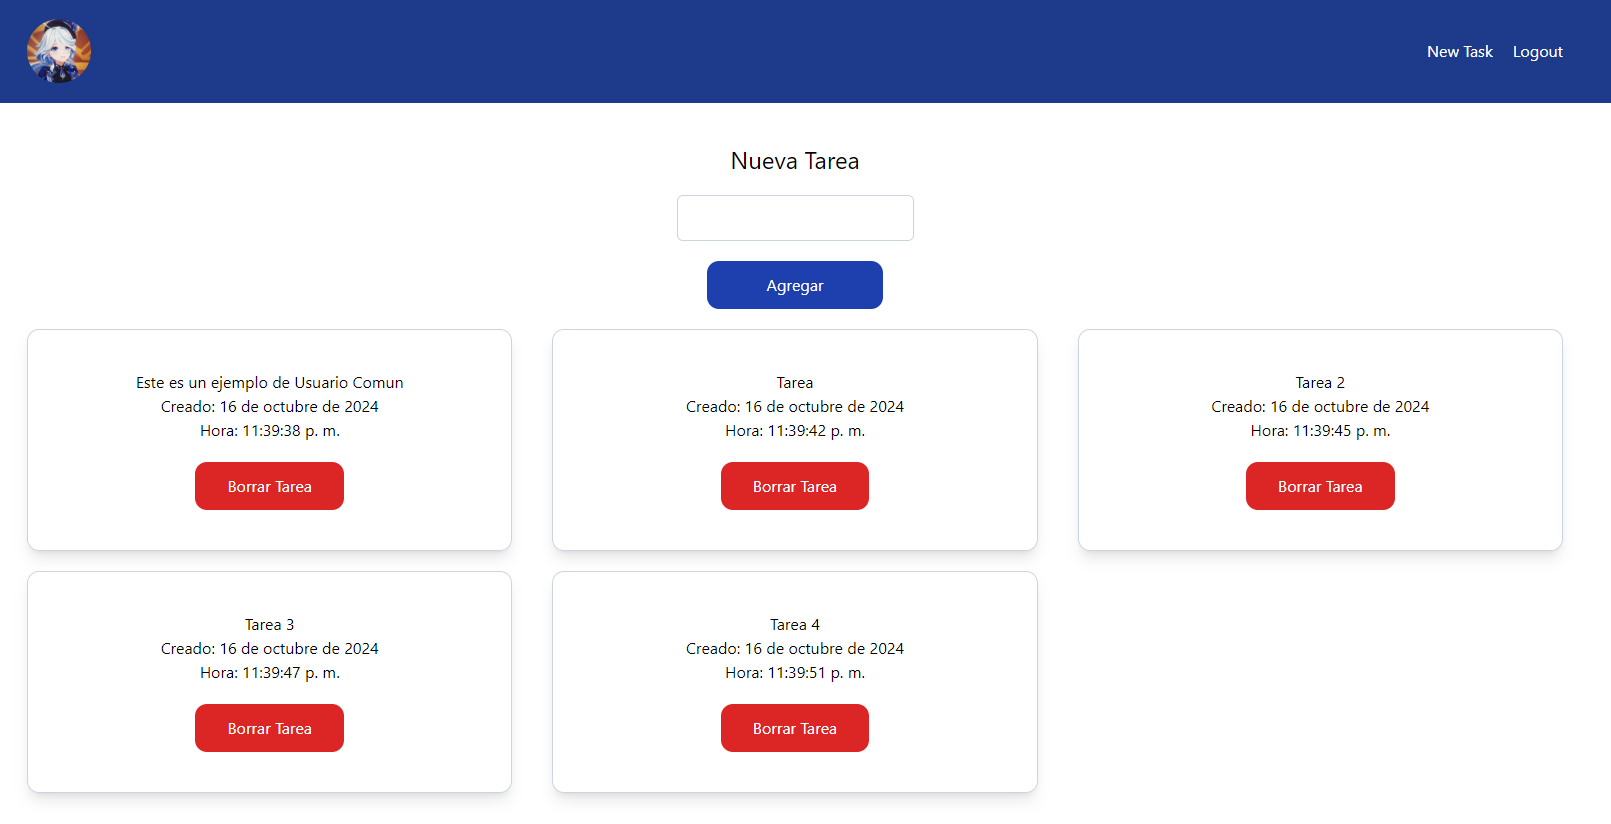 New Task
Logout
Nueva Tarea
Agregar
Este es un ejemplo de Usuario Comun
Creado: 16 de octubre de 2024
Hora: 11:39:38 p. m.
Borrar Tarea
Tarea
Creado: 16 de octubre de 2024
Hora: 11:39:42 p. m.
Borrar Tarea
Tarea 2
Creado: 16 de octubre de 2024
Hora: 11:39:45 p. m.
Borrar Tarea
Tarea 3
Creado: 16 de octubre de 2024
Hora: 11:39:47 p. m.
Borrar Tarea
Tarea 4
Creado: 16 de octubre de 2024
Hora: 11:39:51 p. m.
Borrar Tarea